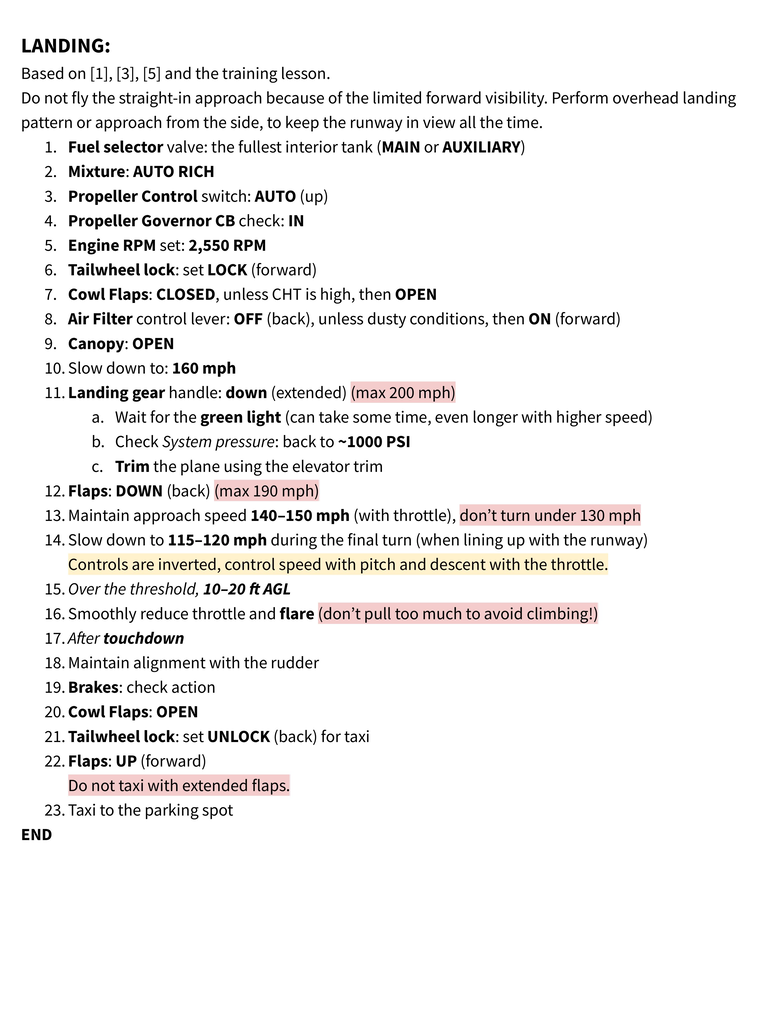 LANDING:
Based on [1], [3], [5] and the training lesson.
Do not fly the straight-in approach because of the limited forward visibility. Perform overhead landing
pattern or approach from the side, to keep the runway in view all the time.
1. Fuel selector valve: the fullest interior tank (MAIN or AUXILIARY)
2. Mixture: AUTO RICH
3. Propeller Control switch: AUTO (up)
4. Propeller Governor CB check: IN
5. Engine RPM set: 2,550 RPM
6. Tailwheel lock: set LOCK (forward)
7. Cowl Flaps: CLOSED, unless CHT is high, then OPEN
8. Air Filter control lever: OFF (back), unless dusty conditions, then ON (forward)
9. Canopy: OPEN
10. Slow down to: 160 mph
11. Landing gear handle: down (extended) (max 200 mph)
a. Wait for the green light (can take some time, even longer with higher speed)
b. Check System pressure: back to ~1000 PSI
c. Trim the plane using the elevator trim
12. Flaps: DOWN (back) (max 190 mph)
13. Maintain approach speed 140–150 mph (with throttle), don’t turn under 130 mph
14. Slow down to 115–120 mph during the final turn (when lining up with the runway)
Controls are inverted, control speed with pitch and descent with the throttle.
15. Over the threshold, 10–20 ft AGL
16. Smoothly reduce throttle and flare (don’t pull too much to avoid climbing!)
17. After touchdown
18. Maintain alignment with the rudder
19. Brakes: check action
20. Cowl Flaps: OPEN
21. Tailwheel lock: set UNLOCK (back) for taxi
22. Flaps: UP (forward)
Do not taxi with extended flaps.
23. Taxi to the parking spot
END